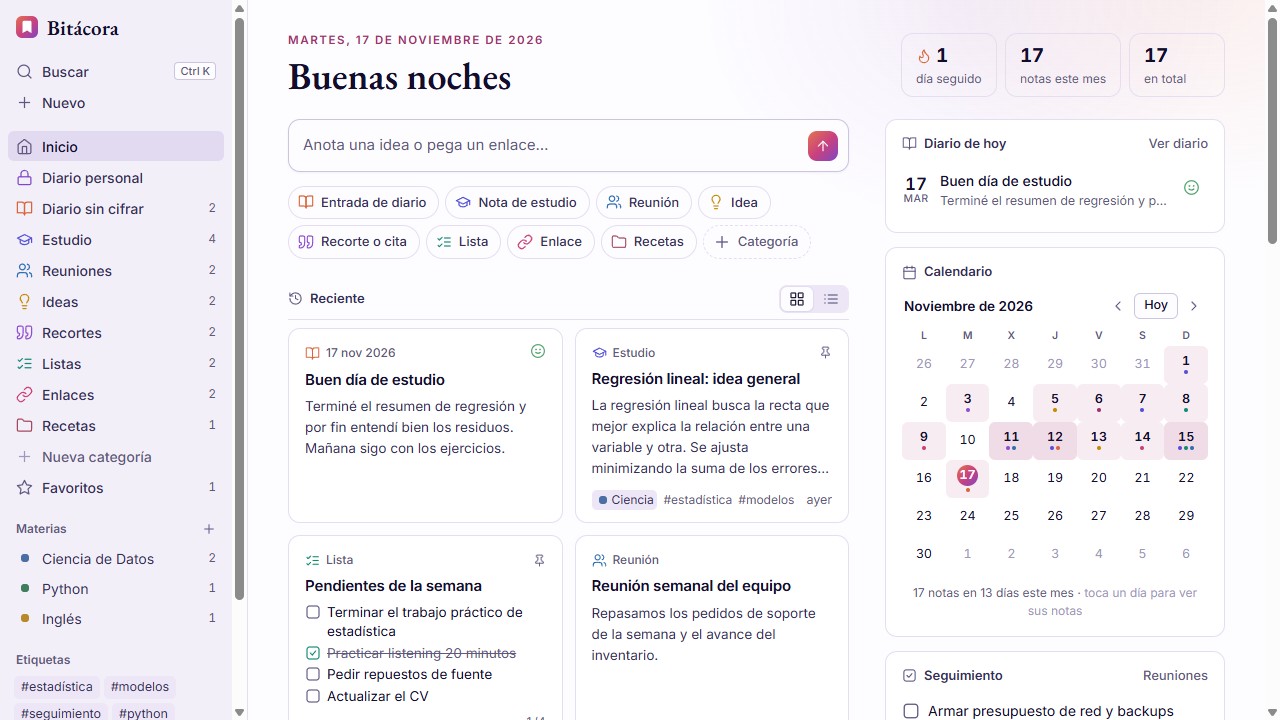 Bitácora
Buscar
Ctrl K
Nuevo
Inicio
Diario personal
Diario sin cifrar 2
Estudio 4
Reuniones 2
Ideas 2
Recortes 2
Listas 2
Enlaces 2
Recetas 1
Nueva categoría
Favoritos 1
Materias
Ciencia de Datos 2
Python 1
Inglés 1
Etiquetas
#estadística #modelos
#seguimiento #python
MARTES, 17 DE NOVIEMBRE DE 2026
Buenas noches
1
día seguido
17
notas este mes
17
en total
Anota una idea o pega un enlace...
Entrada de diario Nota de estudio Reunión Idea
Recorte o cita Lista Enlace Recetas Categoría
Reciente
17 nov 2026
Buen día de estudio
Terminé el resumen de regresión y
por fin entendí bien los residuos.
Mañana sigo con los ejercicios.
Estudio
Regresión lineal: idea general
La regresión lineal busca la recta que
mejor explica la relación entre una
variable y otra. Se ajusta
minimizando la suma de los errores...
Ciencia #estadística #modelos ayer
Lista
Pendientes de la semana
Terminar el trabajo práctico de
estadística
Practicar listening 20 minutos
Pedir repuestos de fuente
Actualizar el CV
Reunión
Reunión semanal del equipo
Repasamos los pedidos de soporte
de la semana y el avance del
inventario.
Diario de hoy Ver diario
17
MAR
Buen día de estudio
Terminé el resumen de regresión y p...
Calendario
Noviembre de 2026 Hoy
L M X J V S D
26 27 28 29 30 31 1
2 3 4 5 6 7 8
9 10 11 12 13 14 15
16 17 18 19 20 21 22
23 24 25 26 27 28 29
30 1 2 3 4 5 6
17 notas en 13 días este mes · toca un día para ver
sus notas
Seguimiento Reuniones
Armar presupuesto de red y backups